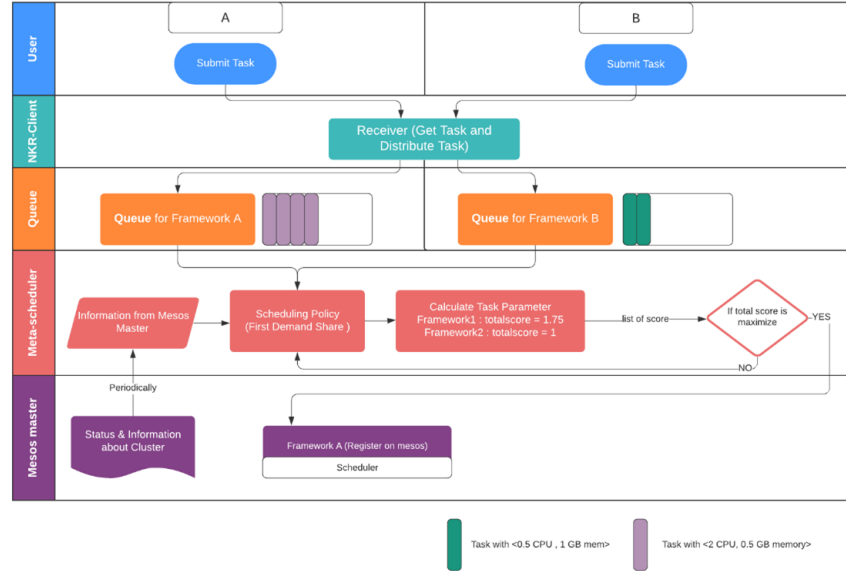 User
A
B
Submit Task
Submit Task
NKR-Client
Receiver (Get Task and
Distribute Task)
Queue
Queue for Framework A
Queue for Framework B
Meta-scheduler
Information from Mesos
Master
Scheduling Policy
(First Demand Share )
Calculate Task Parameter
Framework1 : totalscore = 1.75
Framework2 : totalscore = 1
list of score
If total score is
maximize
YES
NO
Mesos master
Periodically
Status & Information
about Cluster
Framework A (Register on mesos)
Scheduler
Task with <0.5 CPU , 1 GB mem>
Task with <2 CPU, 0.5 GB memory>